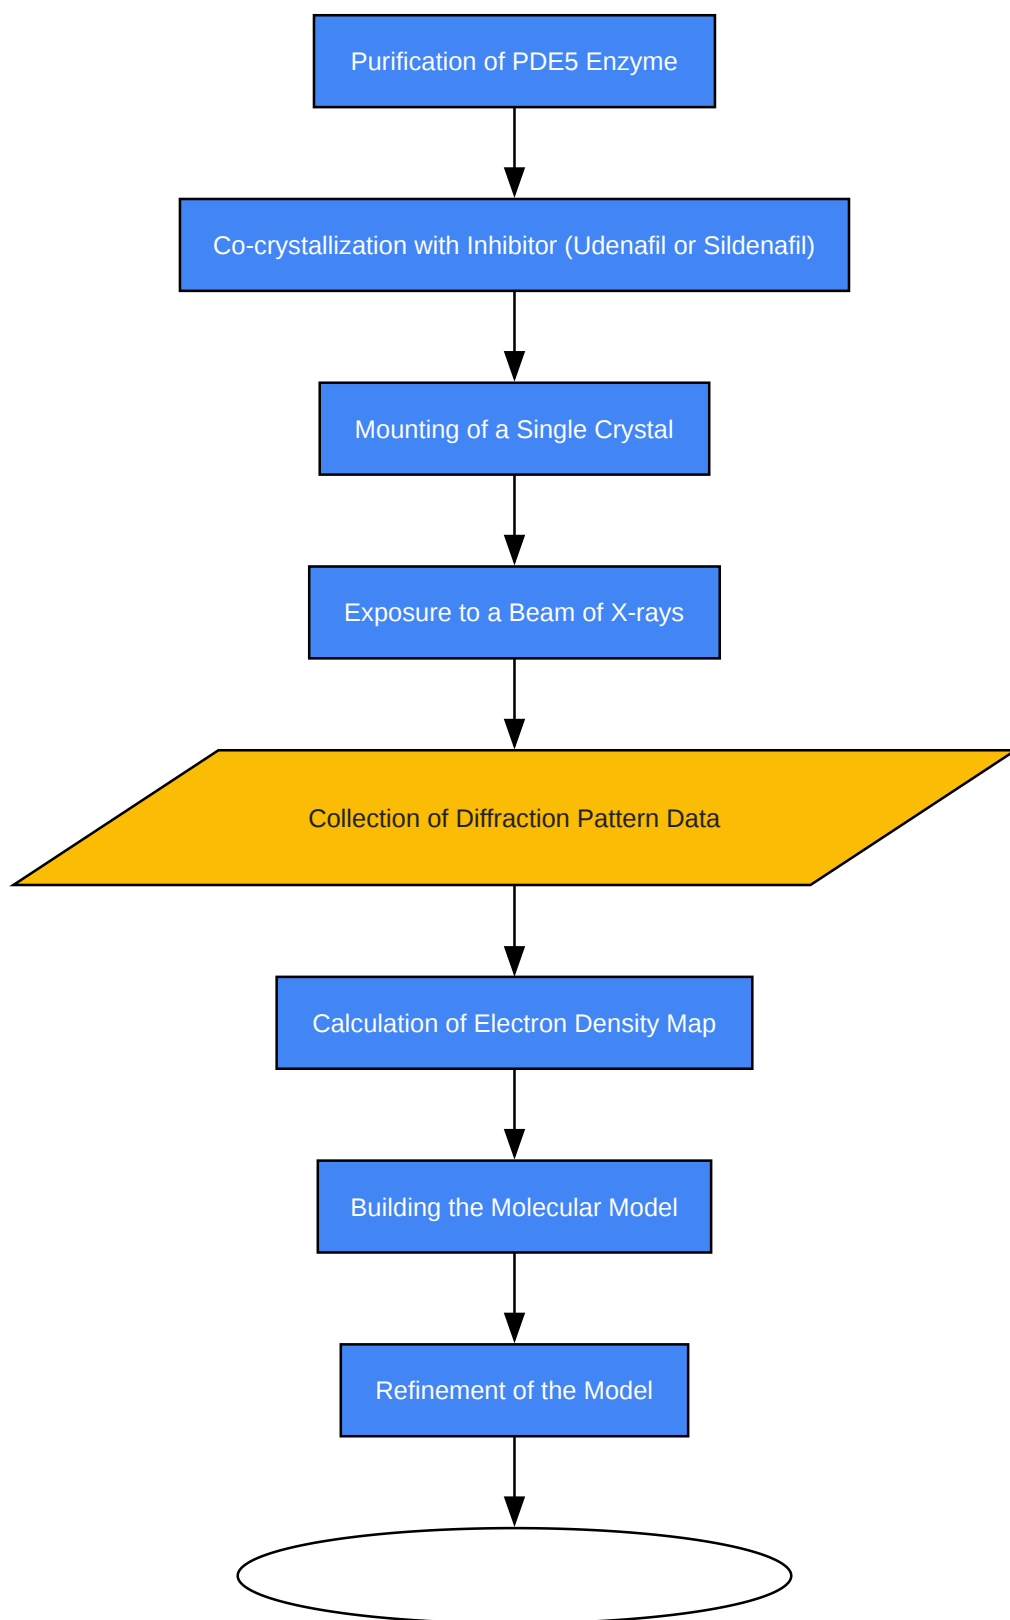 Purification of PDE5 Enzyme
Co-crystallization with Inhibitor (Udenafil or Sildenafil)
Mounting of a Single Crystal
Exposure to a Beam of X-rays
Collection of Diffraction Pattern Data
Calculation of Electron Density Map
Building the Molecular Model
Refinement of the Model